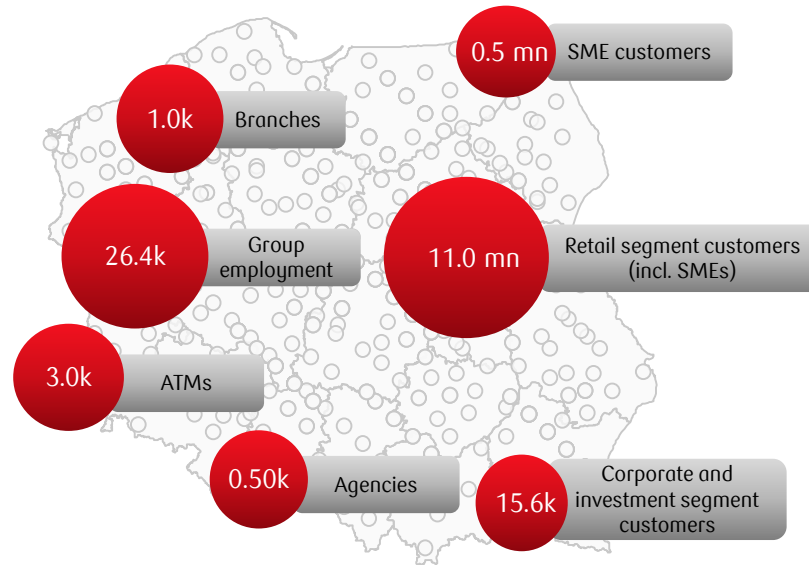 0.5 mn
SME customers
1.0k
Branches
26.4k
Group
employment
11.0 mn
Retail segment customers
(incl. SMEs)
3.0k
ATMs
0.50k
Agencies
15.6k
Corporate and
investment segment
customers